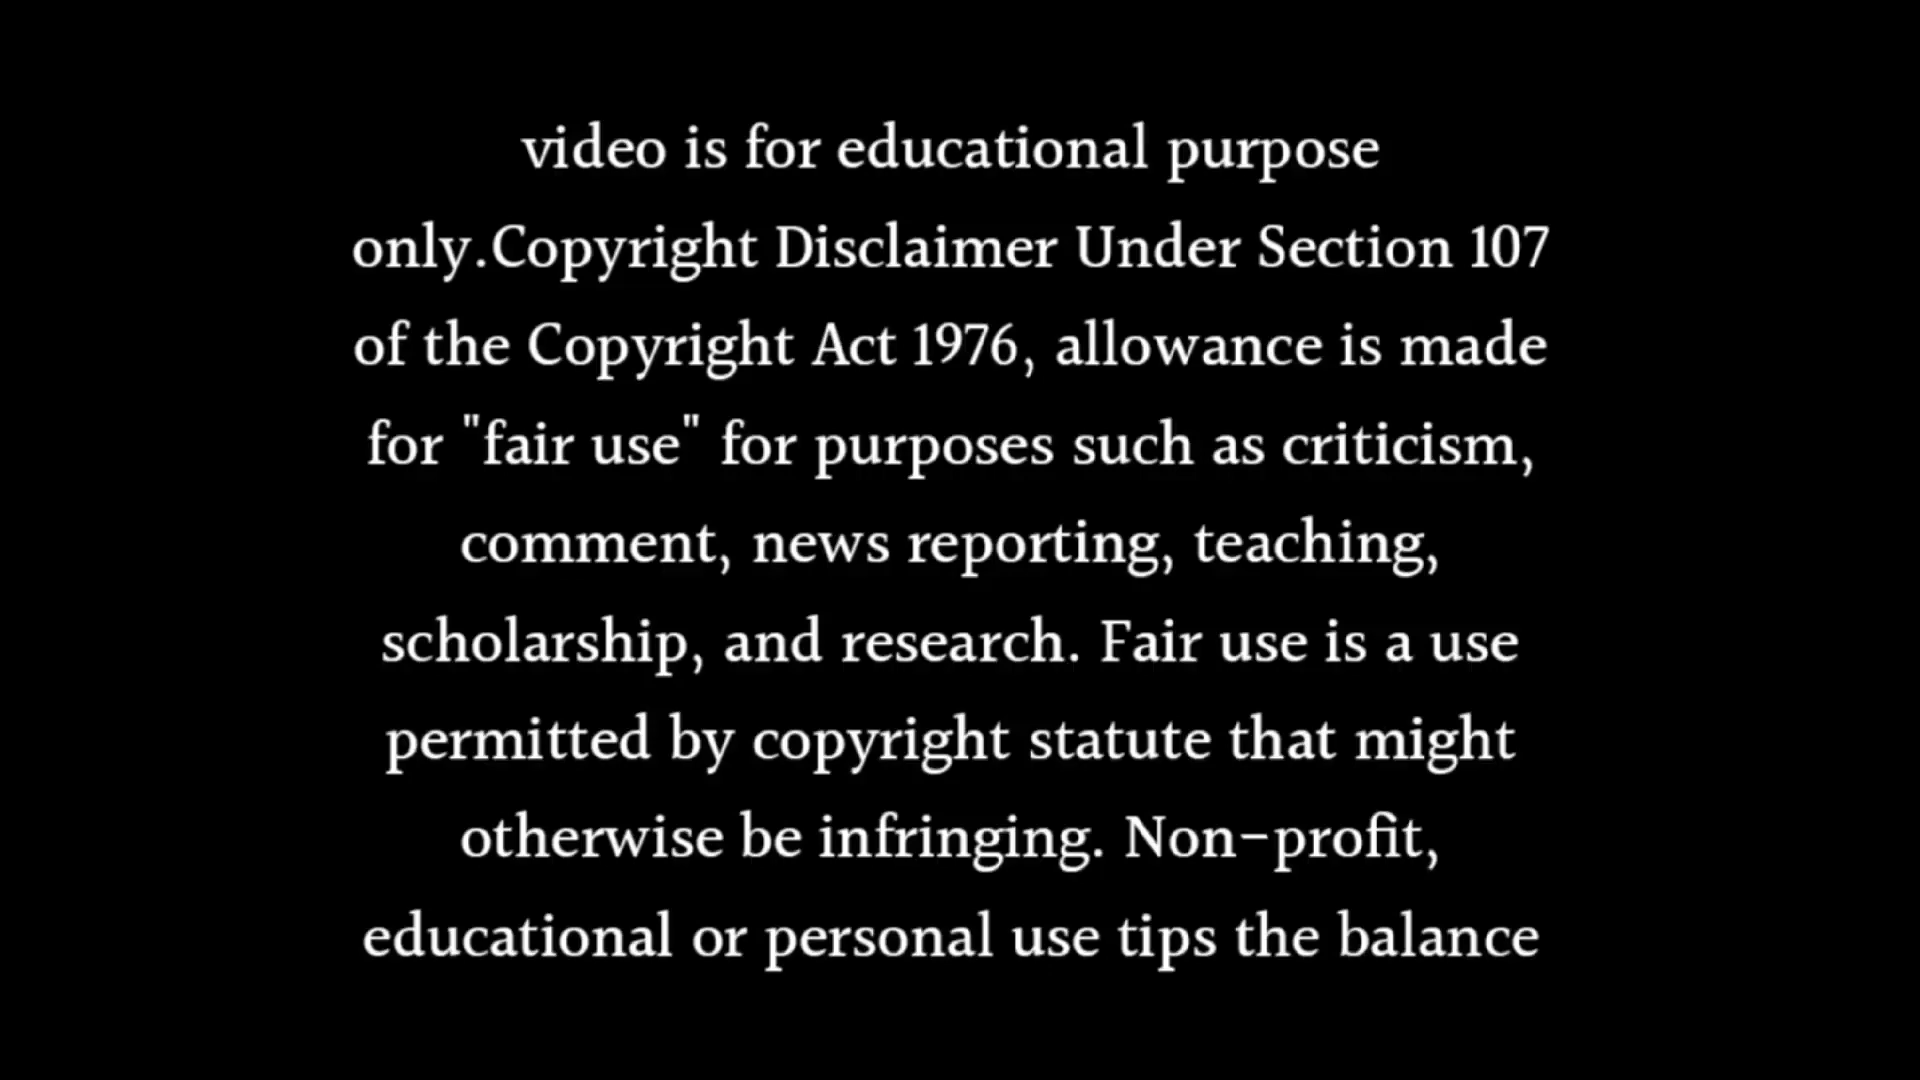 video is for educational purpose
only.Copyright Disclaimer Under Section 107
of the Copyright Act 1976, allowance is made
for "fair use" for purposes such as criticism,
comment, news reporting, teaching,
scholarship, and research. Fair use is a use
permitted by copyright statute that might
otherwise be infringing. Non-profit,
educational or personal use tips the balance